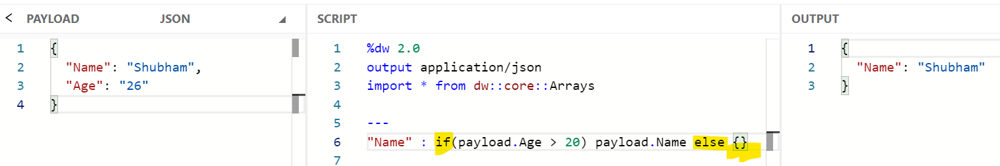 < PAYLOAD JSON
1 {
2 "Name": "Shubham",
3 "Age": "26"
4 }
SCRIPT
1 %dw 2.0
2 output application/json
3 import * from dw::core::Arrays
4
5 ---
6 "Name" : if(payload.Age > 20) payload.Name else {}
7
OUTPUT
1 {
2 "Name": "Shubham"
3 }